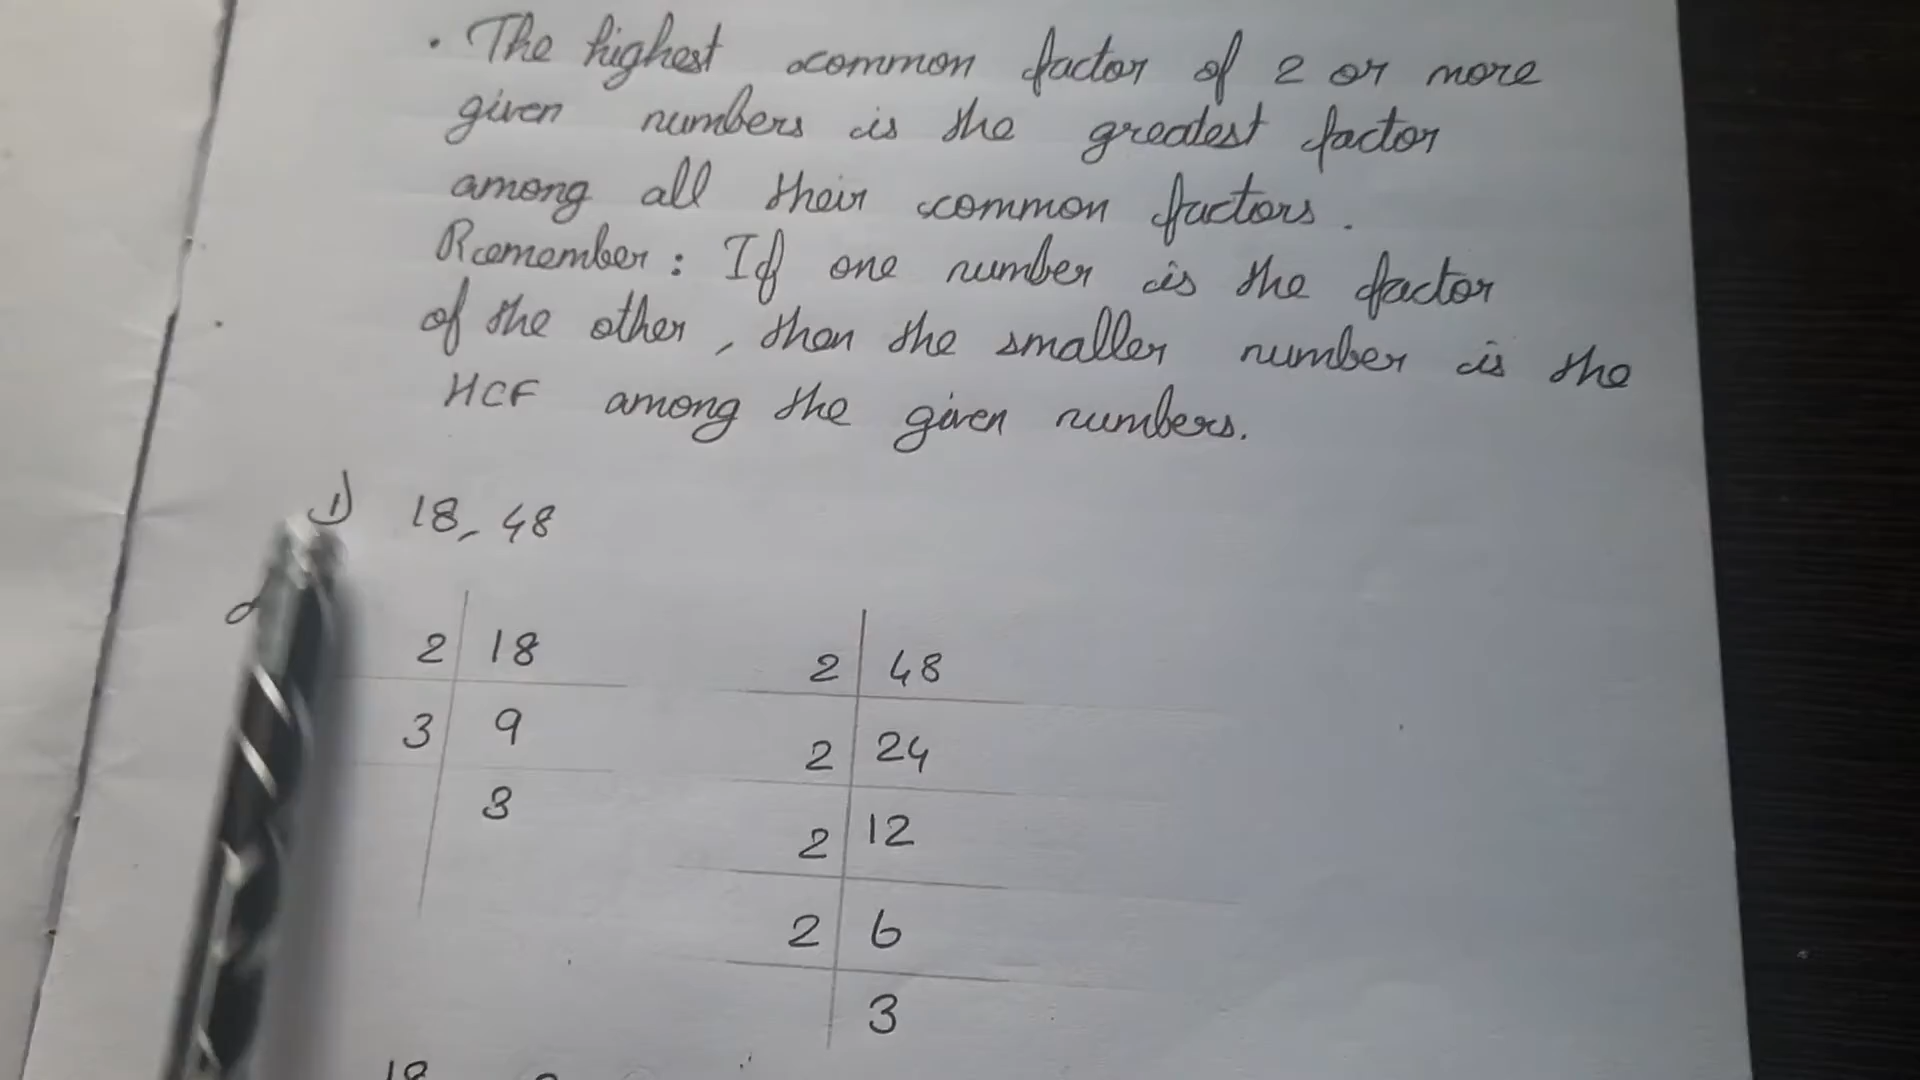 . The highest common factor of 2 or more
given numbers is the greatest factor
among all their common factors.
Remember : If one number is the factor
of the other, then the smaller number is the
HCF among the given numbers.
1) 18, 48
2 18
3 9
3
2 48
2 24
2 12
2 6
3
18